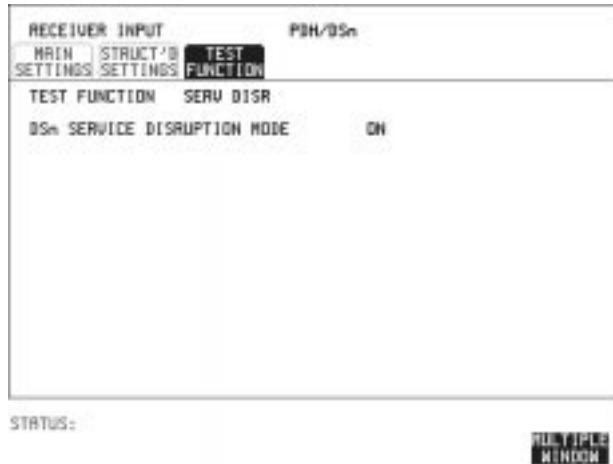 RECEIVER INPUT PDH/DSn
MAIN STRUCT'D TEST
SETTINGS SETTINGS FUNCTION
TEST FUNCTION SERV DISR
DSn SERVICE DISRUPTION MODE ON
STATUS:
MULTIPLE
WINDOW